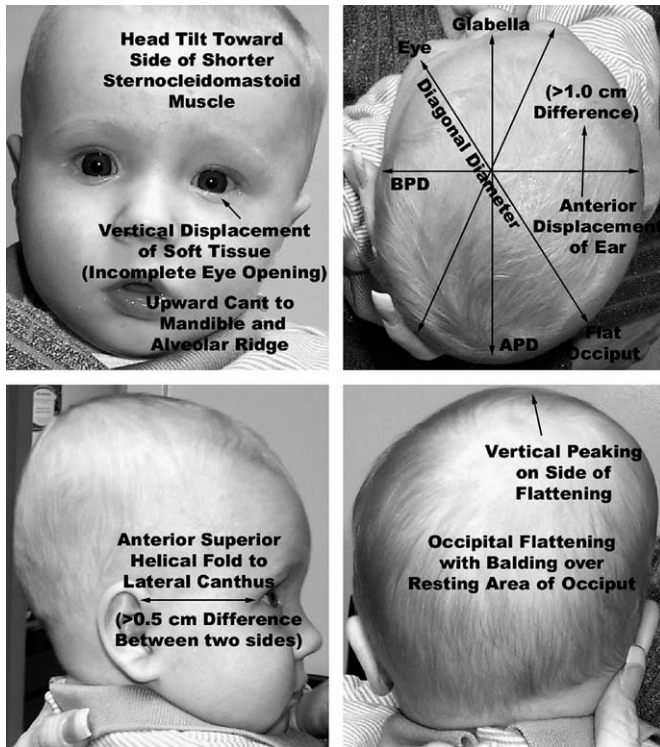 Head Tilt Toward
Side of Shorter
Sternocleidomastoid
Muscle
Vertical Displacement
of Soft Tissue
(Incomplete Eye Opening)
Upward Cant to
Mandible and
Alveolar Ridge
Glabella
Eye
(>1.0 cm
Difference)
Diagonal Diameter
BPD
Anterior
Displacement
of Ear
APD
Flat
Occiput
Anterior Superior
Helical Fold to
Lateral Canthus
(>0.5 cm Difference
Between two sides)
Vertical Peaking
on Side of
Flattening
Occipital Flattening
with Balding over
Resting Area of Occiput